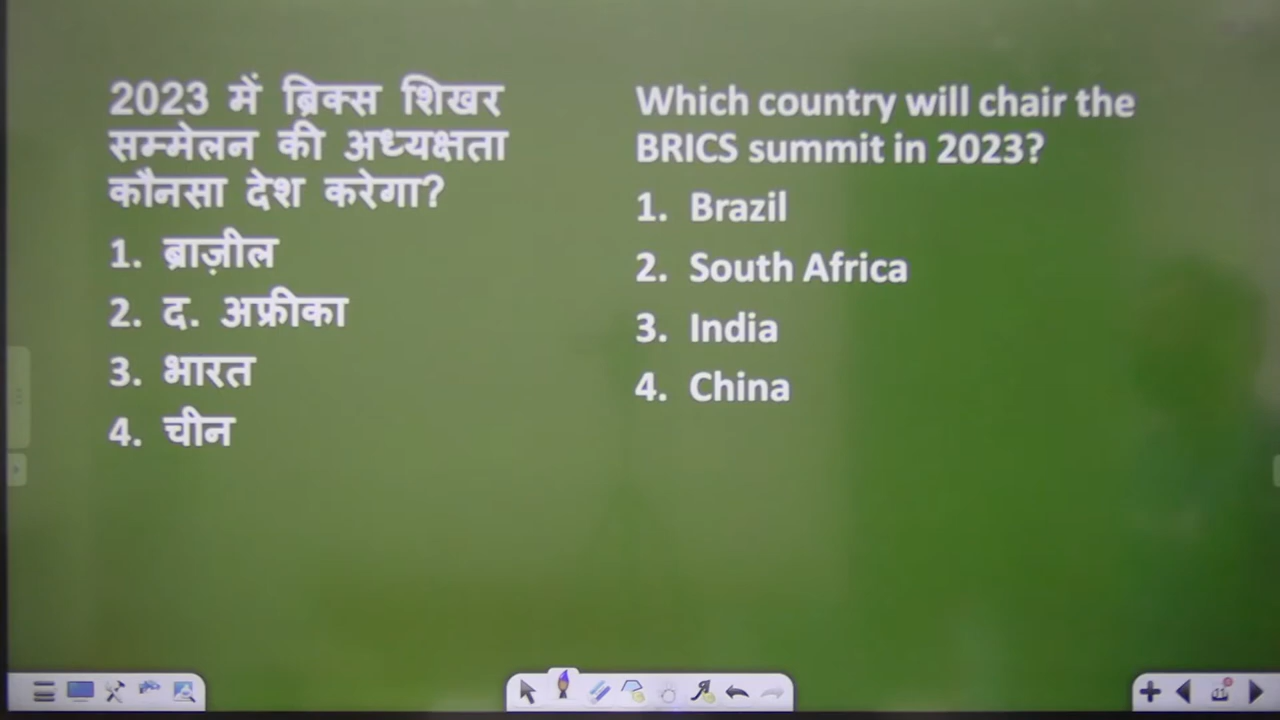 2023 में ब्रिक्स शिखर
सम्मेलन की अध्यक्षता
कौनसा देश करेगा?
1. ब्राज़ील
2. द. अफ्रीका
3. भारत
4. चीन
Which country will chair the
BRICS summit in 2023?
1. Brazil
2. South Africa
3. India
4. China